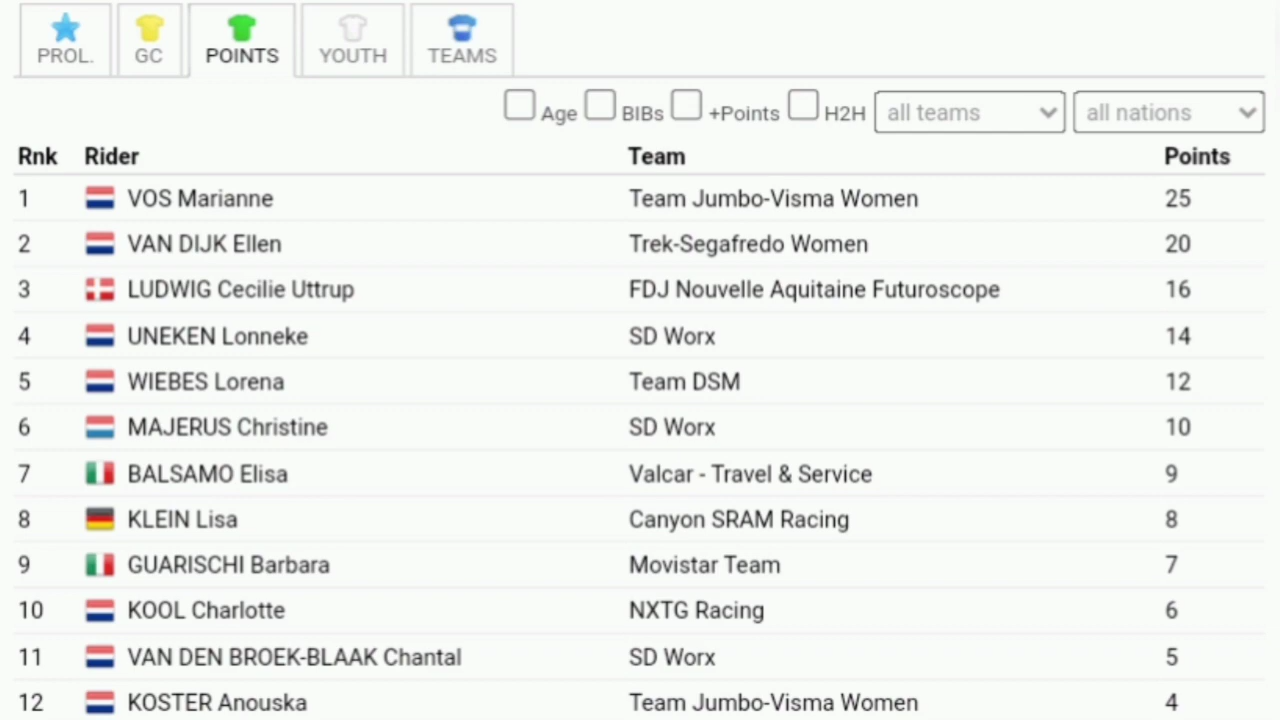 PROL. GC POINTS YOUTH TEAMS
Age BIBs +Points H2H all teams all nations
Rnk Rider Team Points
1 VOS Marianne Team Jumbo-Visma Women 25
2 VAN DIJK Ellen Trek-Segafredo Women 20
3 LUDWIG Cecilie Uttrup FDJ Nouvelle Aquitaine Futuroscope 16
4 UNEKEN Lonneke SD Worx 14
5 WIEBES Lorena Team DSM 12
6 MAJERUS Christine SD Worx 10
7 BALSAMO Elisa Valcar - Travel & Service 9
8 KLEIN Lisa Canyon SRAM Racing 8
9 GUARISCHI Barbara Movistar Team 7
10 KOOL Charlotte NXTG Racing 6
11 VAN DEN BROEK-BLAAK Chantal SD Worx 5
12 KOSTER Anouska Team Jumbo-Visma Women 4